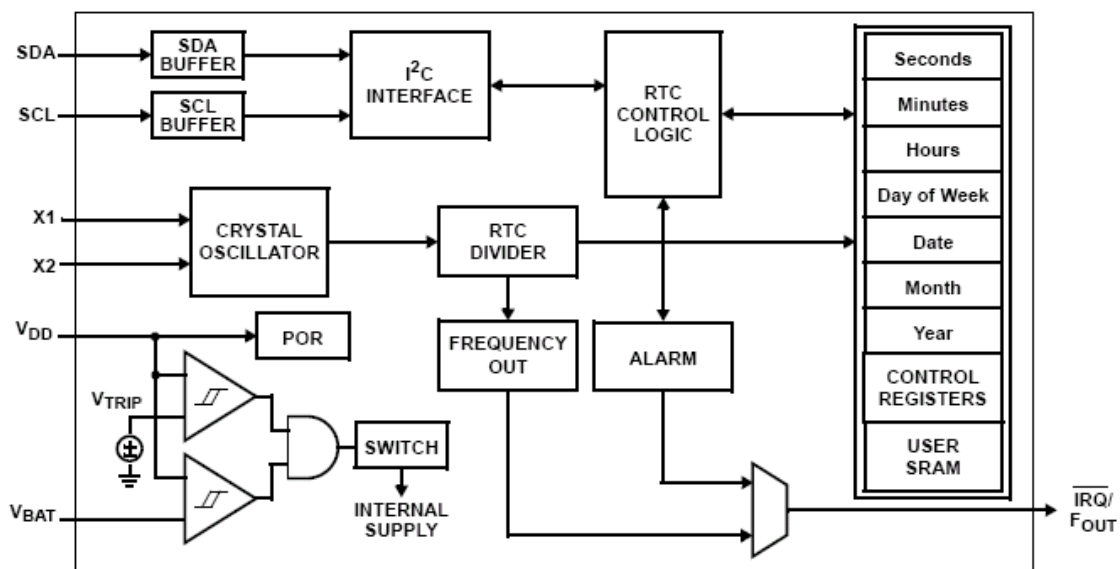 SDA
SDA
BUFFER
I²C
INTERFACE
RTC
CONTROL
LOGIC
SCL
SCL
BUFFER
X1
X2
CRYSTAL
OSCILLATOR
RTC
DIVIDER
VDD
POR
FREQUENCY
OUT
ALARM
VTRIP
SWITCH
INTERNAL
SUPPLY
VBAT
Seconds
Minutes
Hours
Day of Week
Date
Month
Year
CONTROL
REGISTERS
USER
SRAM
IRQ/
FOUT